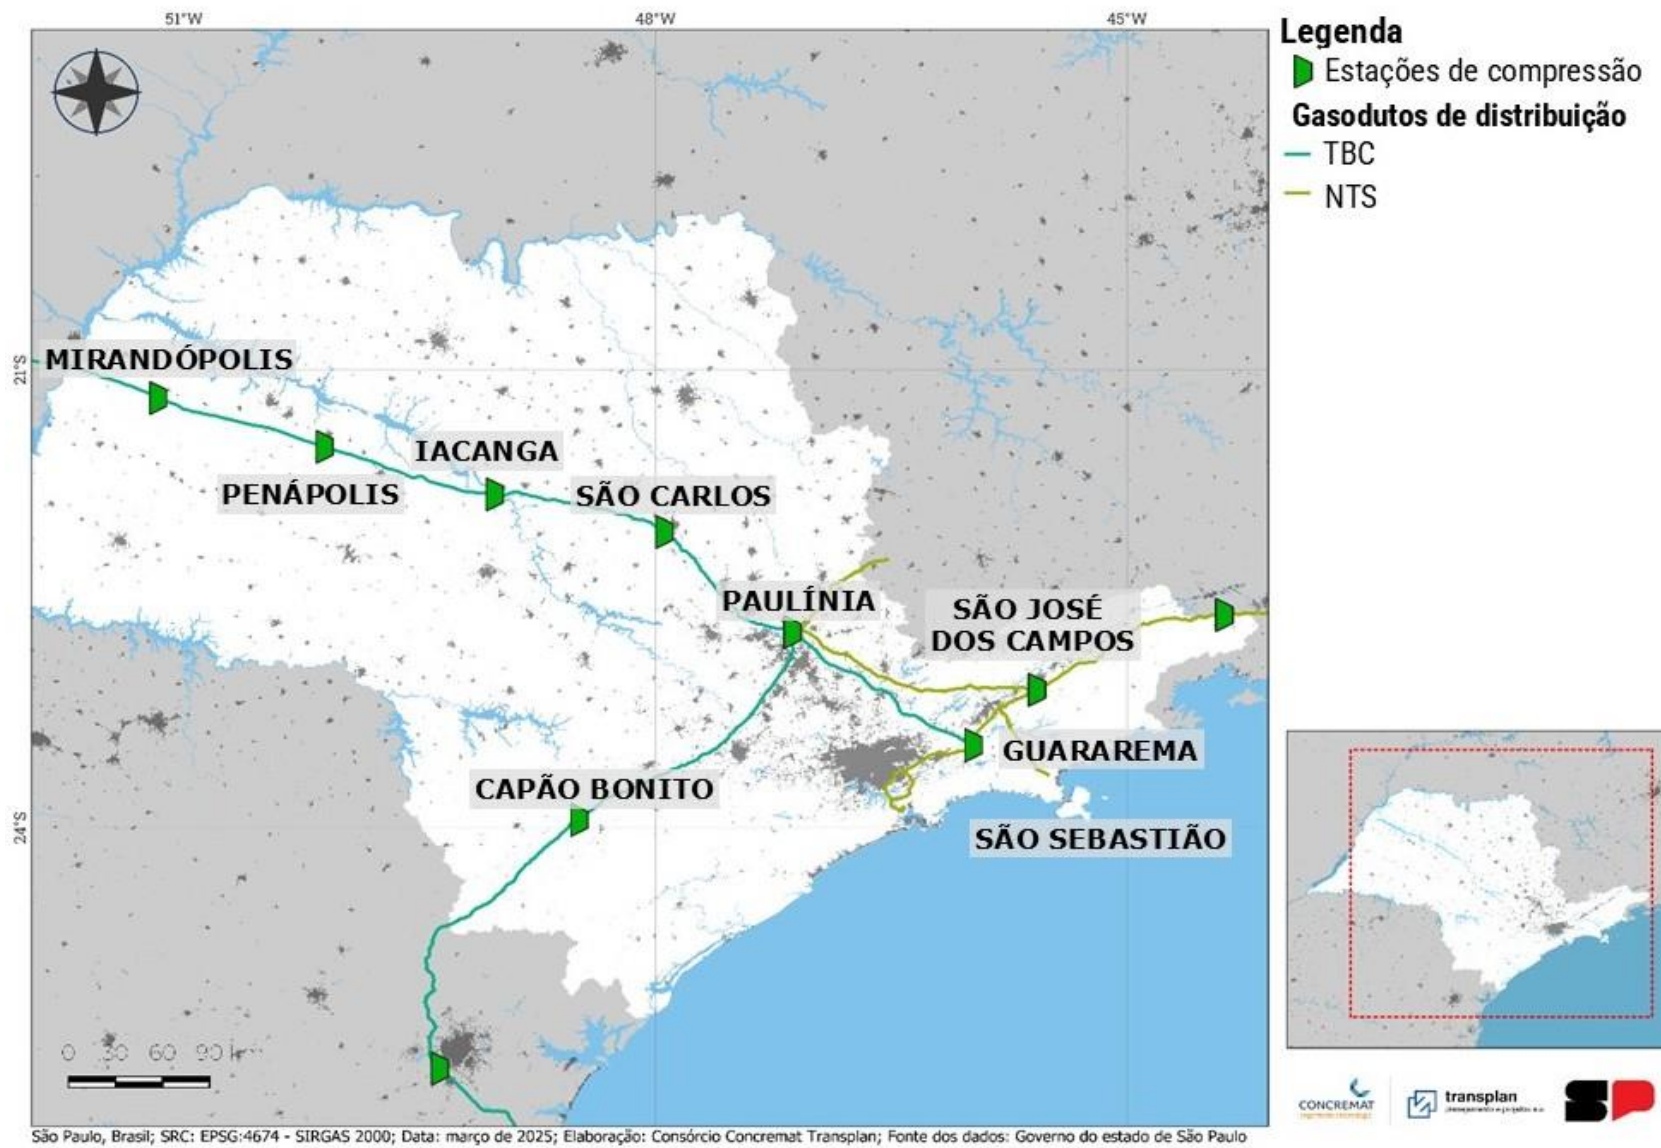 51°W
48°W
45°W
Legenda
Estações de compressão
Gasodutos de distribuição
TBC
NTS
21°S
MIRANDÓPOLIS
IACANGA
PENÁPOLIS
SÃO CARLOS
PAULÍNIA
SÃO JOSÉ
DOS CAMPOS
GUARAREMA
CAPÃO BONITO
24°S
SÃO SEBASTIÃO
0 30 60 90 km
CONCREMAT
transplan
SP
São Paulo, Brasil; SRC: EPSG:4674 - SIRGAS 2000; Data: março de 2025; Elaboração: Consórcio Concremat Transplan; Fonte dos dados: Governo do estado de São Paulo